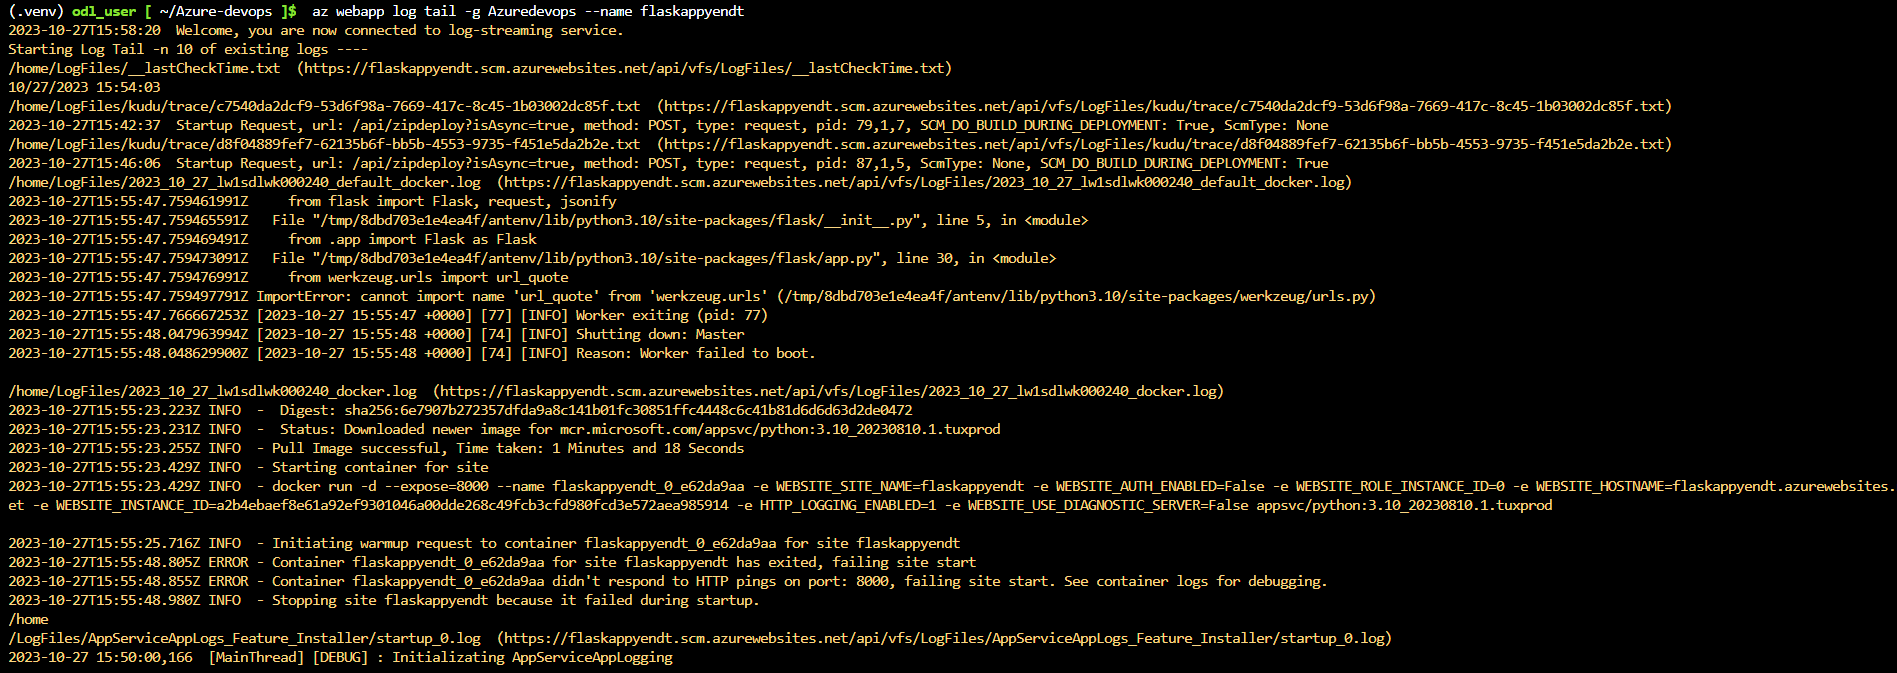 (.venv) odl_user [ ~/Azure-devops ]$  az webapp log tail -g Azuredevops --name flaskappyendt
2023-10-27T15:58:20  Welcome, you are now connected to log-streaming service.
Starting Log Tail -n 10 of existing logs ----
/home/LogFiles/__lastCheckTime.txt  (https://flaskappyendt.scm.azurewebsites.net/api/vfs/LogFiles/__lastCheckTime.txt)
10/27/2023 15:54:03
/home/LogFiles/kudu/trace/c7540da2dcf9-53d6f98a-7669-417c-8c45-1b03002dc85f.txt  (https://flaskappyendt.scm.azurewebsites.net/api/vfs/LogFiles/kudu/trace/c7540da2dcf9-53d6f98a-7669-417c-8c45-1b03002dc85f.txt)
2023-10-27T15:42:37  Startup Request, url: /api/zipdeploy?isAsync=true, method: POST, type: request, pid: 79,1,7, SCM_DO_BUILD_DURING_DEPLOYMENT: True, ScmType: None
/home/LogFiles/kudu/trace/d8f04889fef7-62135b6f-bb5b-4553-9735-f451e5da2b2e.txt  (https://flaskappyendt.scm.azurewebsites.net/api/vfs/LogFiles/kudu/trace/d8f04889fef7-62135b6f-bb5b-4553-9735-f451e5da2b2e.txt)
2023-10-27T15:46:06  Startup Request, url: /api/zipdeploy?isAsync=true, method: POST, type: request, pid: 87,1,5, ScmType: None, SCM_DO_BUILD_DURING_DEPLOYMENT: True
/home/LogFiles/2023_10_27_lw1sdlwk000240_default_docker.log  (https://flaskappyendt.scm.azurewebsites.net/api/vfs/LogFiles/2023_10_27_lw1sdlwk000240_default_docker.log)
2023-10-27T15:55:47.759461991Z     from flask import Flask, request, jsonify
2023-10-27T15:55:47.759465591Z   File "/tmp/8dbd703e1e4ea4f/antenv/lib/python3.10/site-packages/flask/__init__.py", line 5, in <module>
2023-10-27T15:55:47.759469491Z     from .app import Flask as Flask
2023-10-27T15:55:47.759473091Z   File "/tmp/8dbd703e1e4ea4f/antenv/lib/python3.10/site-packages/flask/app.py", line 30, in <module>
2023-10-27T15:55:47.759476991Z     from werkzeug.urls import url_quote
2023-10-27T15:55:47.759497791Z ImportError: cannot import name 'url_quote' from 'werkzeug.urls' (/tmp/8dbd703e1e4ea4f/antenv/lib/python3.10/site-packages/werkzeug/urls.py)
2023-10-27T15:55:47.766667253Z [2023-10-27 15:55:47 +0000] [77] [INFO] Worker exiting (pid: 77)
2023-10-27T15:55:48.047963994Z [2023-10-27 15:55:48 +0000] [74] [INFO] Shutting down: Master
2023-10-27T15:55:48.048629900Z [2023-10-27 15:55:48 +0000] [74] [INFO] Reason: Worker failed to boot.
/home/LogFiles/2023_10_27_lw1sdlwk000240_docker.log  (https://flaskappyendt.scm.azurewebsites.net/api/vfs/LogFiles/2023_10_27_lw1sdlwk000240_docker.log)
2023-10-27T15:55:23.223Z INFO  -  Digest: sha256:6e7907b272357dfda9a8c141b01fc30851ffc4448c6c41b81d6d6d63d2de0472
2023-10-27T15:55:23.231Z INFO  -  Status: Downloaded newer image for mcr.microsoft.com/appsvc/python:3.10_20230810.1.tuxprod
2023-10-27T15:55:23.255Z INFO  - Pull Image successful, Time taken: 1 Minutes and 18 Seconds
2023-10-27T15:55:23.429Z INFO  - Starting container for site
2023-10-27T15:55:23.429Z INFO  - docker run -d --expose=8000 --name flaskappyendt_0_e62da9aa -e WEBSITE_SITE_NAME=flaskappyendt -e WEBSITE_AUTH_ENABLED=False -e WEBSITE_ROLE_INSTANCE_ID=0 -e WEBSITE_HOSTNAME=flaskappyendt.azurewebsites.
et -e WEBSITE_INSTANCE_ID=a2b4ebaef8e61a92ef9301046a00dde268c49fcb3cfd980fcd3e572aea985914 -e HTTP_LOGGING_ENABLED=1 -e WEBSITE_USE_DIAGNOSTIC_SERVER=False appsvc/python:3.10_20230810.1.tuxprod
2023-10-27T15:55:25.716Z INFO  - Initiating warmup request to container flaskappyendt_0_e62da9aa for site flaskappyendt
2023-10-27T15:55:48.805Z ERROR - Container flaskappyendt_0_e62da9aa for site flaskappyendt has exited, failing site start
2023-10-27T15:55:48.855Z ERROR - Container flaskappyendt_0_e62da9aa didn't respond to HTTP pings on port: 8000, failing site start. See container logs for debugging.
2023-10-27T15:55:48.980Z INFO  - Stopping site flaskappyendt because it failed during startup.
/home
/LogFiles/AppServiceAppLogs_Feature_Installer/startup_0.log  (https://flaskappyendt.scm.azurewebsites.net/api/vfs/LogFiles/AppServiceAppLogs_Feature_Installer/startup_0.log)
2023-10-27 15:50:00,166  [MainThread] [DEBUG] : Initializating AppServiceAppLogging